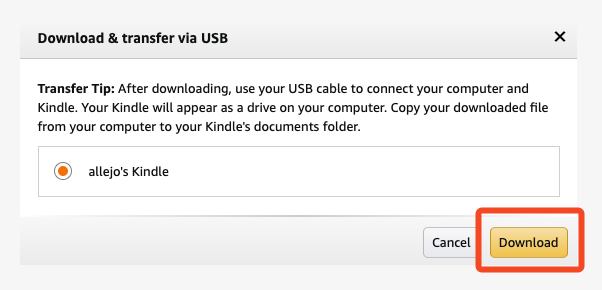 Download & transfer via USB
Transfer Tip: After downloading, use your USB cable to connect your computer and
Kindle. Your Kindle will appear as a drive on your computer. Copy your downloaded file
from your computer to your Kindle's documents folder.
allejo's Kindle
Cancel Download